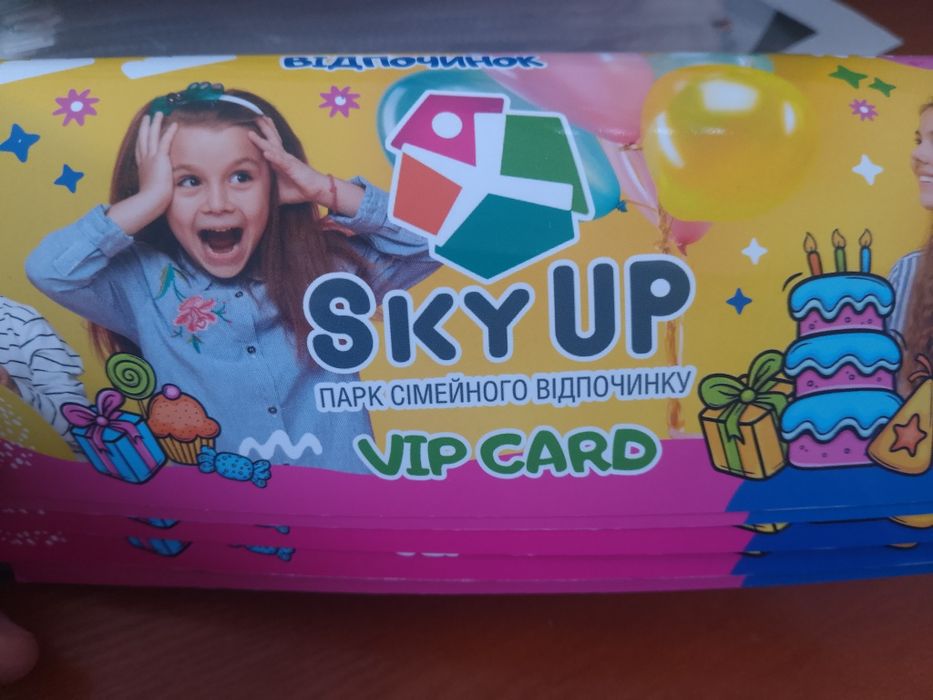 ВІДПОЧИНОК
SKY UP
ПАРК СІМЕЙНОГО ВІДПОЧИНКУ
VIP CARD